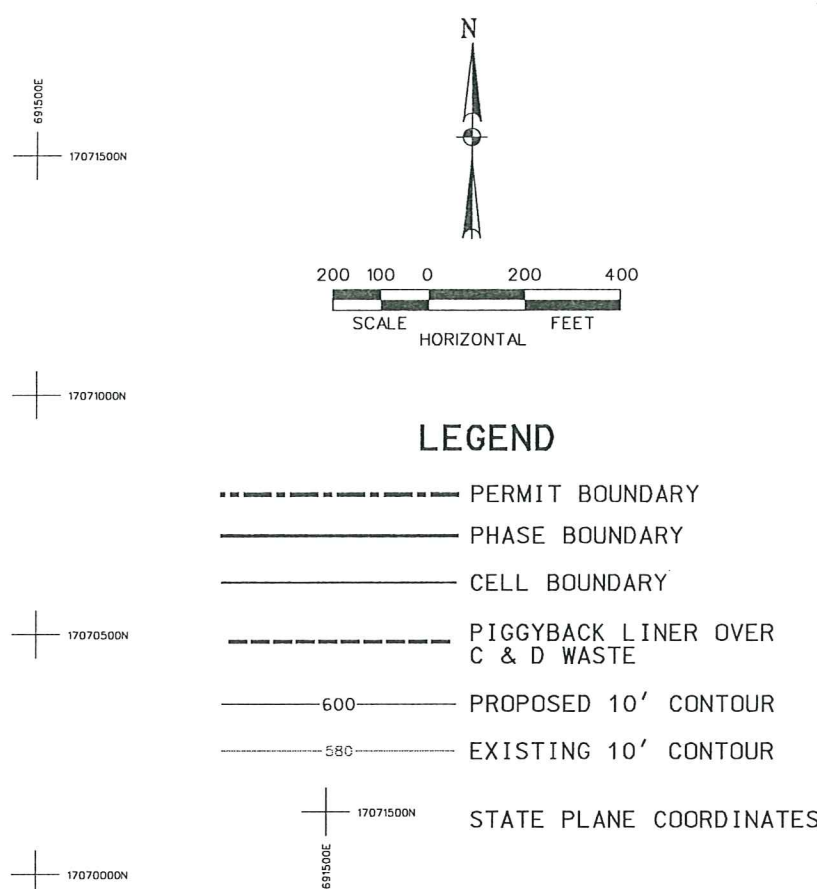 N
691500E
17071500N
200 100 0 200 400
SCALE FEET
HORIZONTAL
17071000N
LEGEND
PERMIT BOUNDARY
PHASE BOUNDARY
CELL BOUNDARY
17070500N
PIGGYBACK LINER OVER
C & D WASTE
600 PROPOSED 10' CONTOUR
580 EXISTING 10' CONTOUR
17071500N STATE PLANE COORDINATES
691500E
17070000N